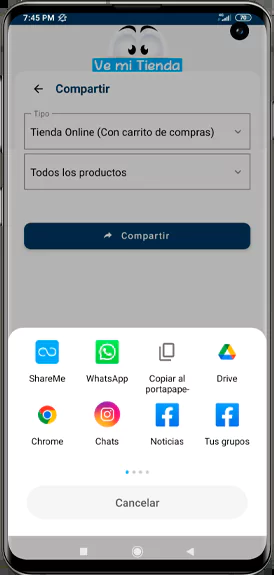 7:45 PM
70
Ve mi Tienda
Compartir
Tipo
Tienda Online (Con carrito de compras)
Todos los productos
Compartir
ShareMe
WhatsApp
Copiar al
portapape-
Drive
Chrome
Chats
Noticias
Tus grupos
Cancelar